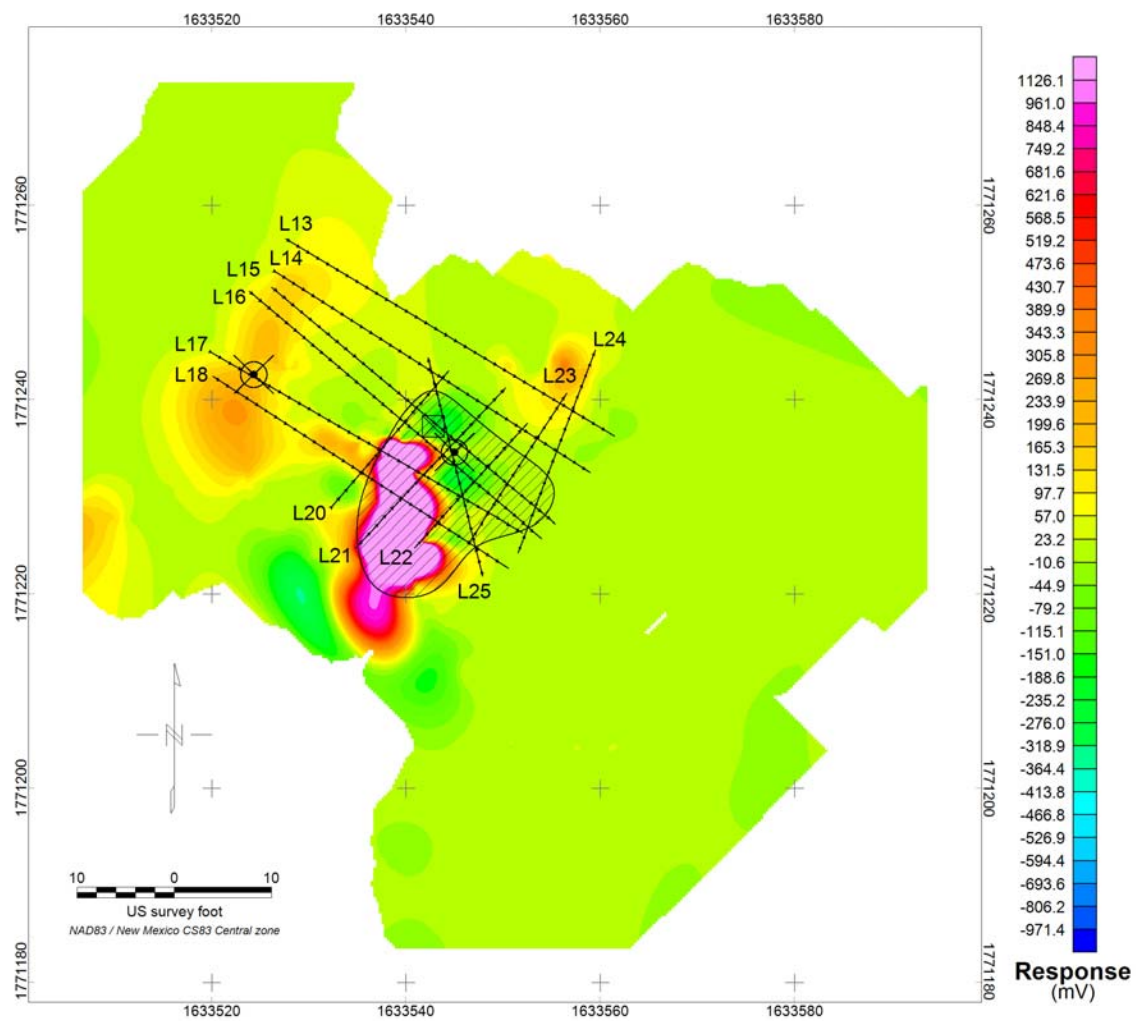 1633520 1633540 1633560 1633580
1771260 1771260
1771240 1771240
1771220 1771220
1771200 1771200
1771180 1771180
L13
L14
L15
L16
L17
L18
L24
L23
L20
L21
L22
L25
N
10 0 10
US survey foot
NAD83 / New Mexico CS83 Central zone
1633520 1633540 1633560 1633580
1126.1
961.0
848.4
749.2
681.6
621.6
568.5
519.2
473.6
430.7
389.9
343.3
305.8
269.8
233.9
199.6
165.3
131.5
97.7
57.0
23.2
-10.6
-44.9
-79.2
-115.1
-151.0
-188.6
-235.2
-276.0
-318.9
-364.4
-413.8
-466.8
-526.9
-594.4
-693.6
-806.2
-971.4
Response
(mV)